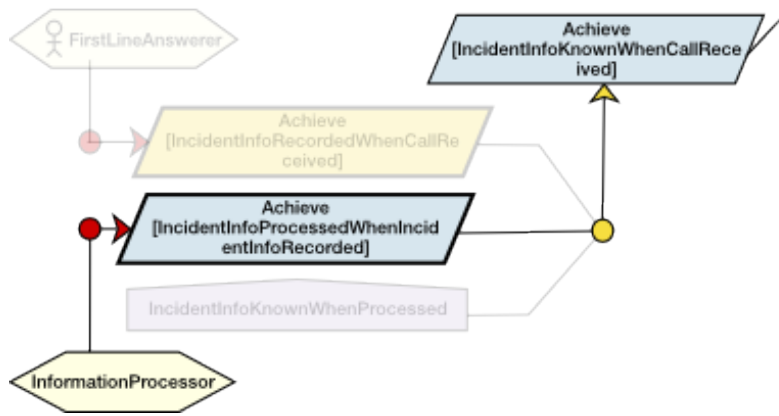 FirstLineAnswerer
Achieve
[IncidentInfoKnownWhenCallRece
ived]
Achieve
[IncidentInfoRecordedWhenCallRe
ceived]
Achieve
[IncidentInfoProcessedWhenIncid
entInfoRecorded]
IncidentInfoKnownWhenProcessed
InformationProcessor